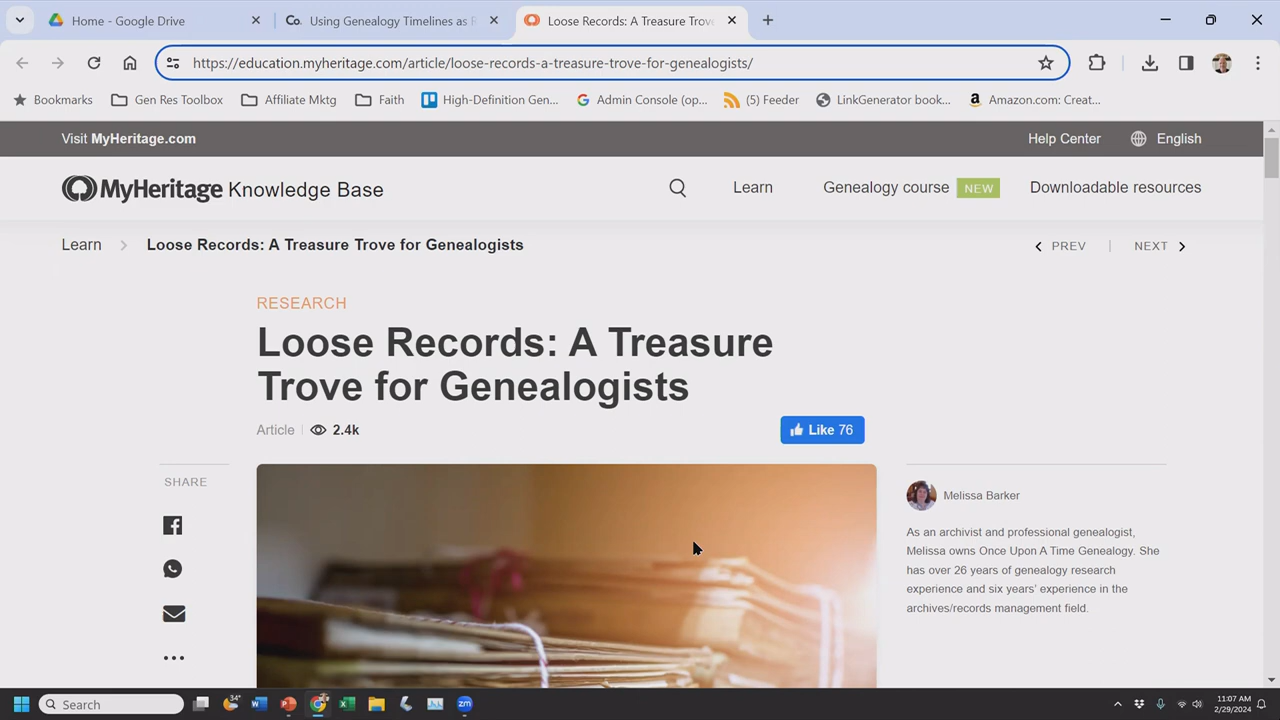 Home - Google Drive
Co. Using Genealogy Timelines as R
Loose Records: A Treasure Trove
https://education.myheritage.com/article/loose-records-a-treasure-trove-for-genealogists/
Bookmarks
Gen Res Toolbox
Affiliate Mktg
Faith
High-Definition Gen...
Admin Console (op...
(5) Feeder
LinkGenerator book...
Amazon.com: Creat...
Visit MyHeritage.com
Help Center
English
MyHeritage Knowledge Base
Learn
Genealogy course NEW
Downloadable resources
Learn
Loose Records: A Treasure Trove for Genealogists
PREV
NEXT
RESEARCH
Loose Records: A Treasure
Trove for Genealogists
Article
2.4k
Like 76
SHARE
Melissa Barker
As an archivist and professional genealogist,
Melissa owns Once Upon A Time Genealogy. She
has over 26 years of genealogy research
experience and six years' experience in the
archives/records management field.
Search
34°
zm
11:07 AM
2/29/2024